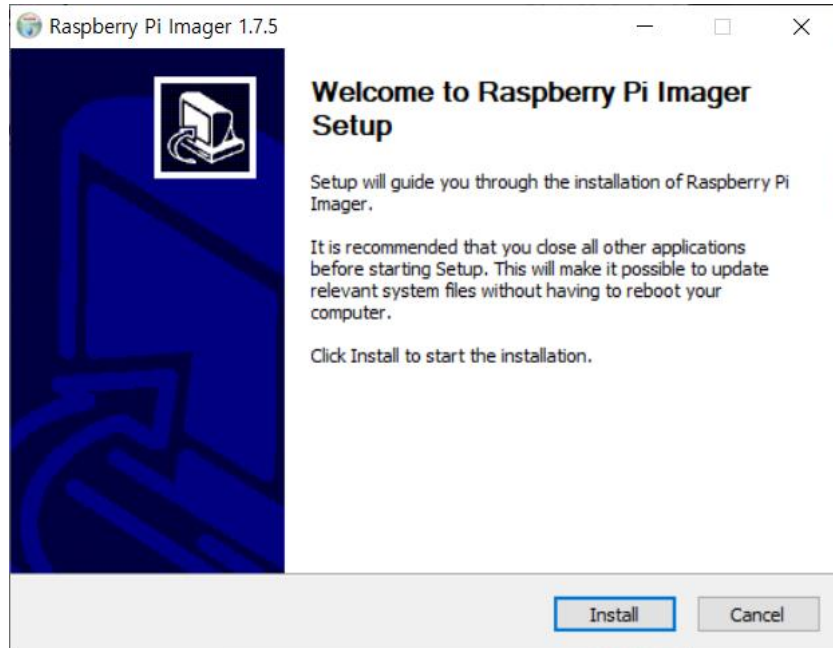 Raspberry Pi Imager 1.7.5
Welcome to Raspberry Pi Imager
Setup
Setup will guide you through the installation of Raspberry Pi
Imager.
It is recommended that you close all other applications
before starting Setup. This will make it possible to update
relevant system files without having to reboot your
computer.
Click Install to start the installation.
Install
Cancel